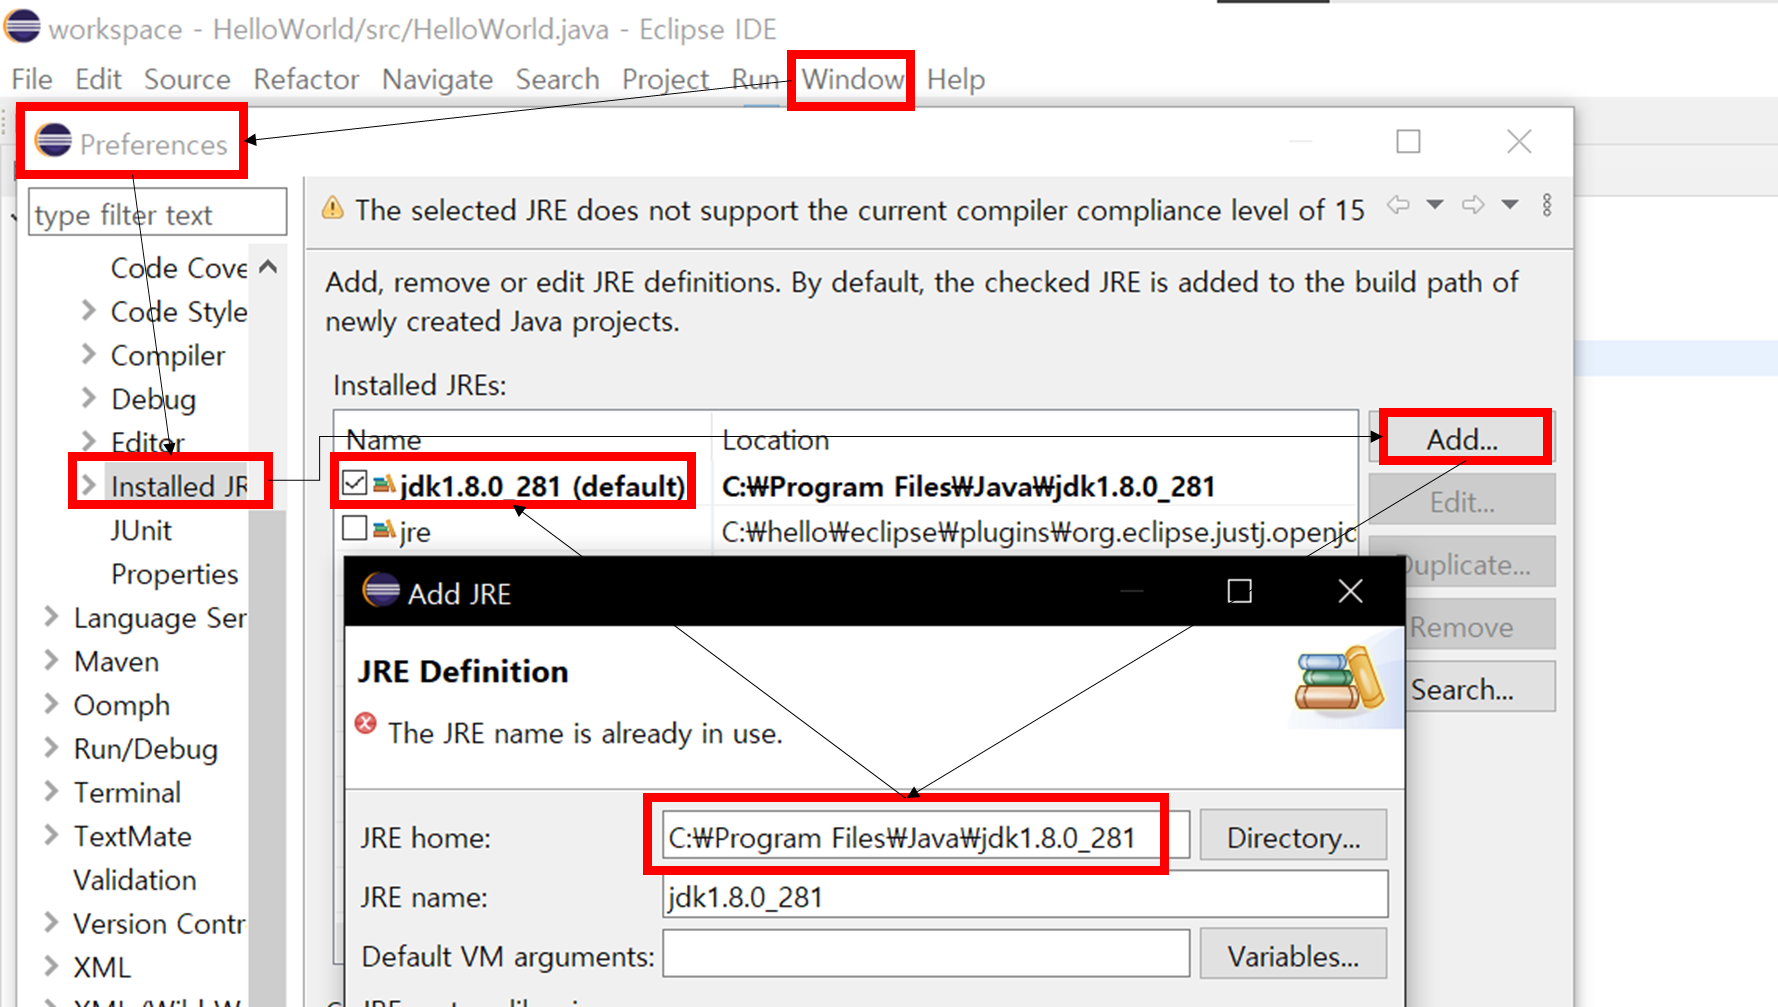 workspace - HelloWorld/src/HelloWorld.java - Eclipse IDE
File Edit Source Refactor Navigate Search Project Run Window Help
Preferences
type filter text
The selected JRE does not support the current compiler compliance level of 15
Code Cove
Code Style
Compiler
Debug
Editor
Installed JR
JUnit
Properties
Language Ser
Maven
Oomph
Run/Debug
Terminal
TextMate
Validation
Version Contr
XML
Add, remove or edit JRE definitions. By default, the checked JRE is added to the build path of
newly created Java projects.
Installed JREs:
Name Location
jdk1.8.0_281 (default) C:₩Program Files₩Java₩jdk1.8.0_281
jre C:₩hello₩eclipse₩plugins₩org.eclipse.justj.openjc
Add...
Edit...
Duplicate...
Remove
Search...
Add JRE
JRE Definition
The JRE name is already in use.
JRE home: C:₩Program Files₩Java₩jdk1.8.0_281 Directory...
JRE name: jdk1.8.0_281
Default VM arguments: Variables...